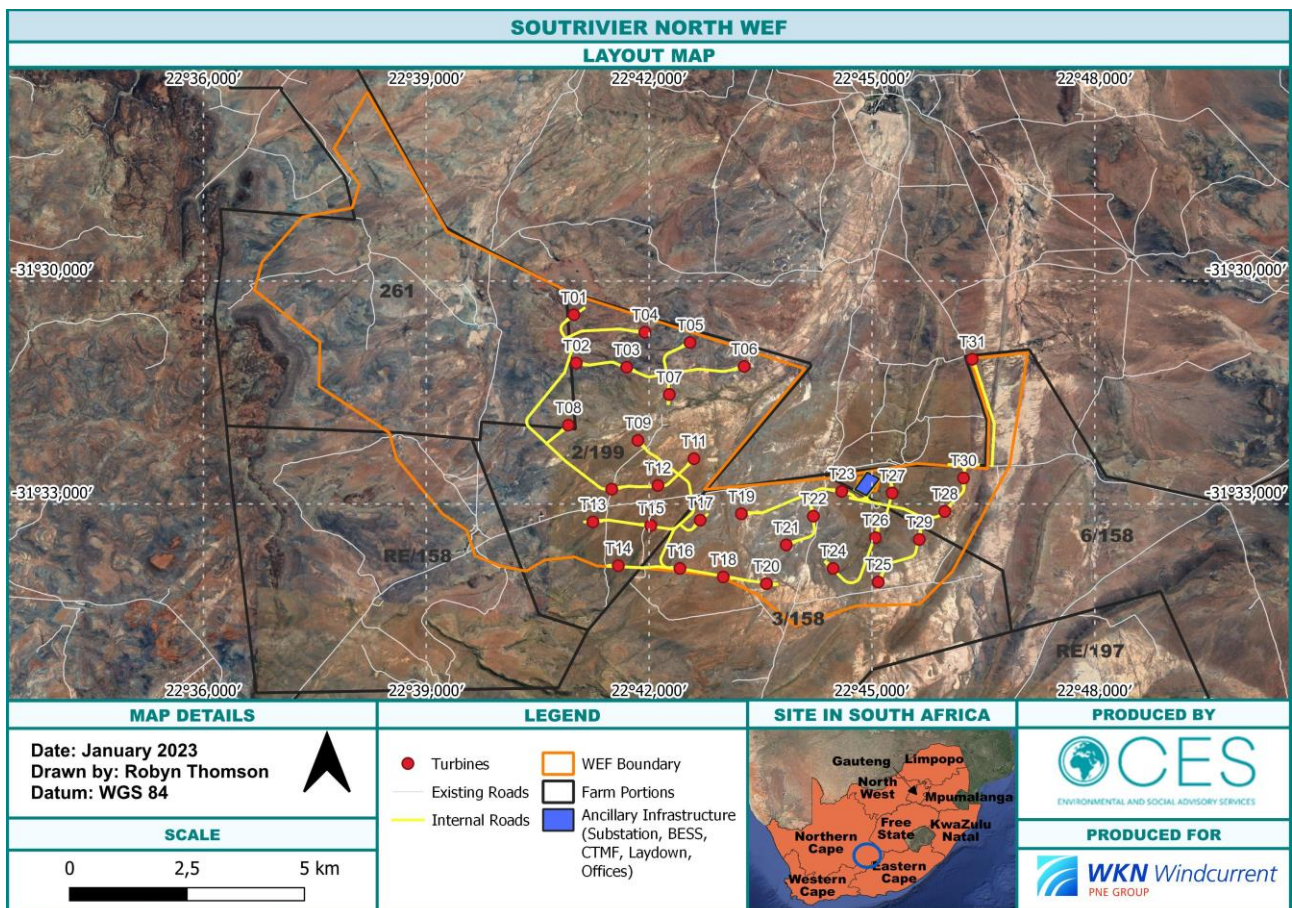 SOUTRIVIER NORTH WEF
LAYOUT MAP
22°36,000′ 22°39,000′ 22°42,000′ 22°45,000′ 22°48,000′
-31°30,000′ -31°30,000′
261
T01
T04
T05
T31
T02 T03 T06
T07
T08
T09
2/199 T11
T12 T23 T30
T27
-31°33,000′ -31°33,000′
T13 T15 T17 T19 T22 T28
T21 T26 T29 6/158
RE/158
T14 T16 T18 T20 T24 T25
3/158
RE/197
22°36,000′ 22°39,000′ 22°42,000′ 22°45,000′ 22°48,000′
MAP DETAILS
Date: January 2023
Drawn by: Robyn Thomson
Datum: WGS 84
SCALE
0 2,5 5 km
LEGEND
Turbines
Existing Roads
Internal Roads
WEF Boundary
Farm Portions
Ancillary Infrastructure
(Substation, BESS,
CTMF, Laydown,
Offices)
SITE IN SOUTH AFRICA
Gauteng
Limpopo
North
West
Mpumalanga
Free
State
KwaZulu
Natal
Northern
Cape
Eastern
Cape
Western
Cape
PRODUCED BY
CES
ENVIRONMENTAL AND SOCIAL ADVISORY SERVICES
PRODUCED FOR
WKN Windcurrent
PNE GROUP